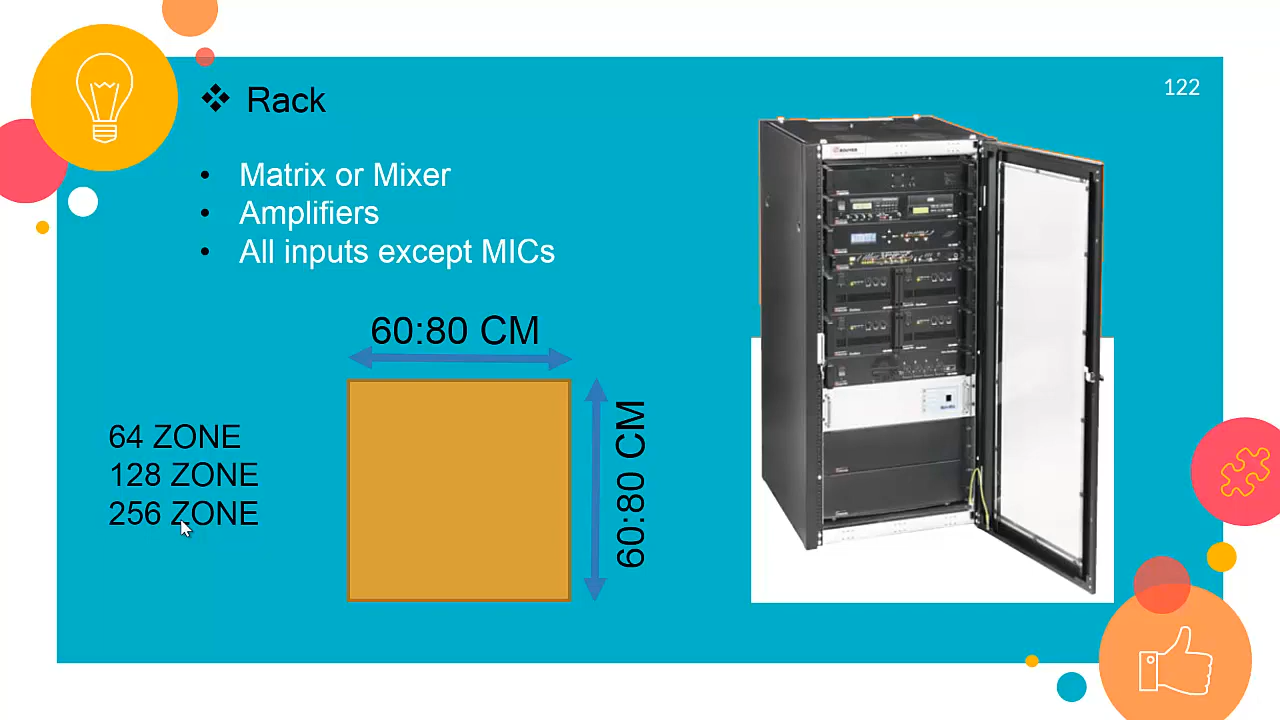 122
❖ Rack
• Matrix or Mixer
• Amplifiers
• All inputs except MICs
60:80 CM
60:80 CM
64 ZONE
128 ZONE
256 ZONE